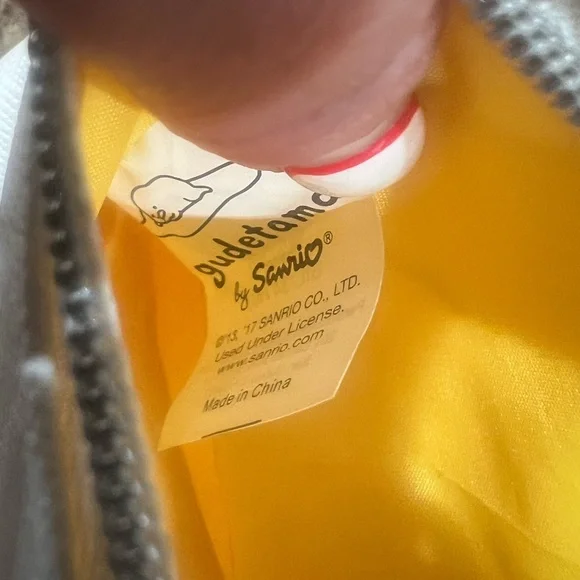 gudetama
by Sanrio®
©'13, '17 SANRIO CO., LTD.
Used Under License.
www.sanrio.com
Made in China